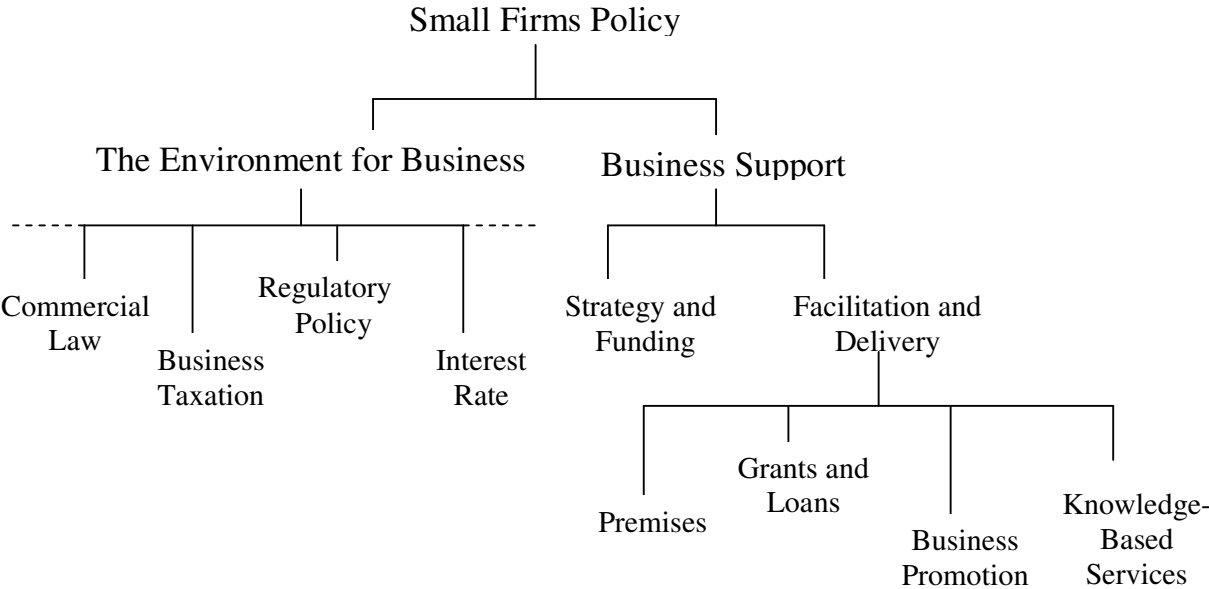 Small Firms Policy
The Environment for Business
Business Support
Commercial
Law
Business
Taxation
Regulatory
Policy
Interest
Rate
Strategy and
Funding
Facilitation and
Delivery
Premises
Grants and
Loans
Business
Promotion
Knowledge-
Based
Services